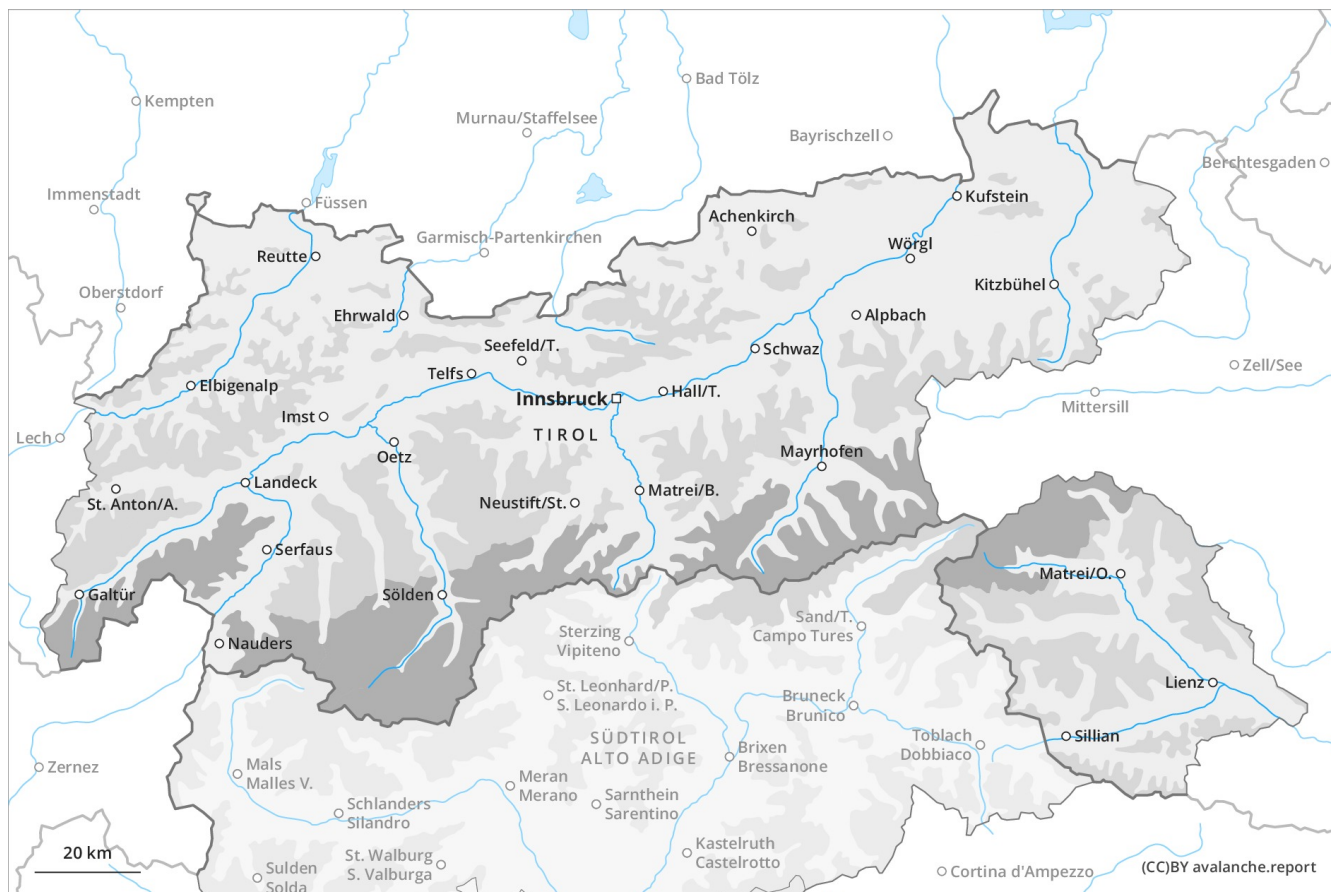 Kempten
Bad Tölz
Murnau/Staffelsee
Bayrischzell
Berchtesgaden
Immenstadt
Füssen
Kufstein
Achenkirch
Garmisch-Partenkirchen
Wörgl
Reutte
Oberstdorf
Kitzbühel
Ehrwald
Alpbach
Seefeld/T.
Schwaz
Zell/See
Telfs
Elbigenalp
Hall/T.
Innsbruck
Mittersill
Imst
Lech
TIROL
Oetz
Mayrhofen
Landeck
Matrei/B.
St. Anton/A.
Neustift/St.
Serfaus
Matrei/O.
Galtür
Sölden
Sand/T.
Campo Tures
Sterzing
Vipiteno
Nauders
Lienz
St. Leonhard/P.
S. Leonardo i. P.
Bruneck
Brunico
Sillian
SÜDTIROL
ALTO ADIGE
Toblach
Dobbiaco
Brixen
Bressanone
Zernez
Mals
Malles V.
Meran
Merano
Schlanders
Silandro
Sarnthein
Sarentino
Kastelruth
Castelrotto
20 km
St. Walburg
S. Valburga
Sulden
Solda
Cortina d'Ampezzo
(CC)BY avalanche.report